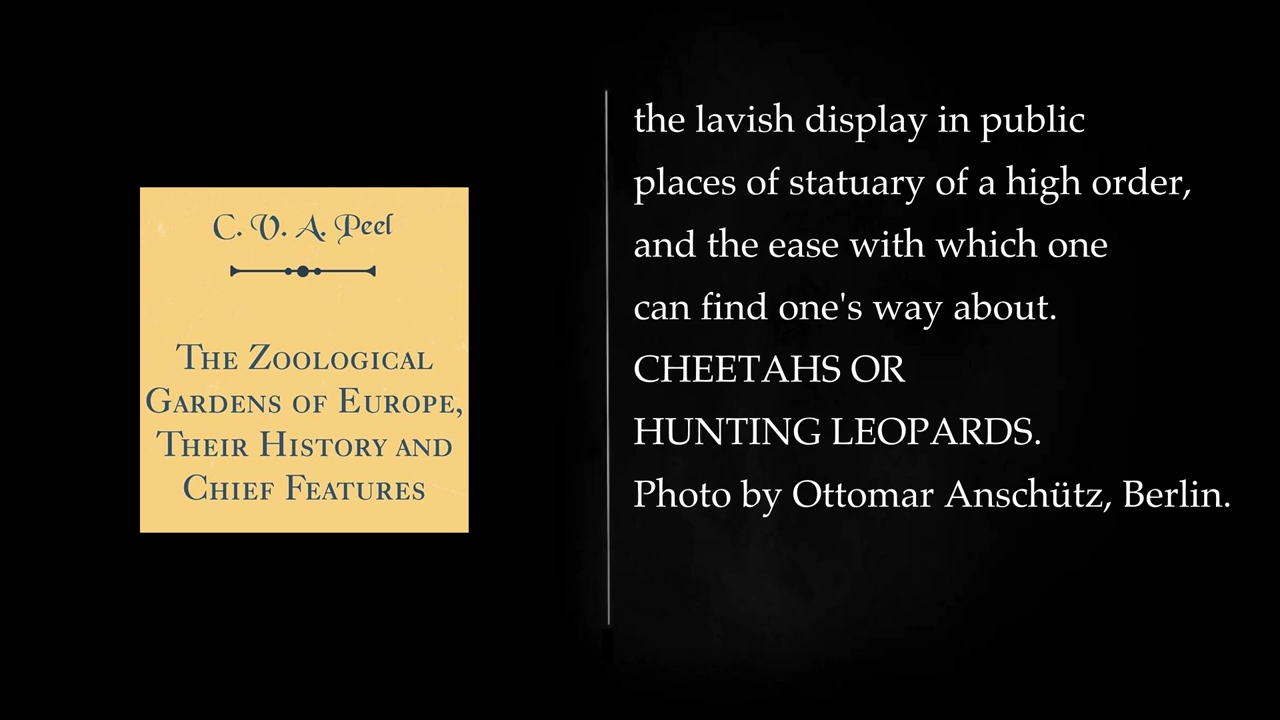 C. V. A. Peel
The Zoological
Gardens of Europe,
Their History and
Chief Features
the lavish display in public
places of statuary of a high order,
and the ease with which one
can find one's way about.
CHEETAHS OR
HUNTING LEOPARDS.
Photo by Ottomar Anschütz, Berlin.